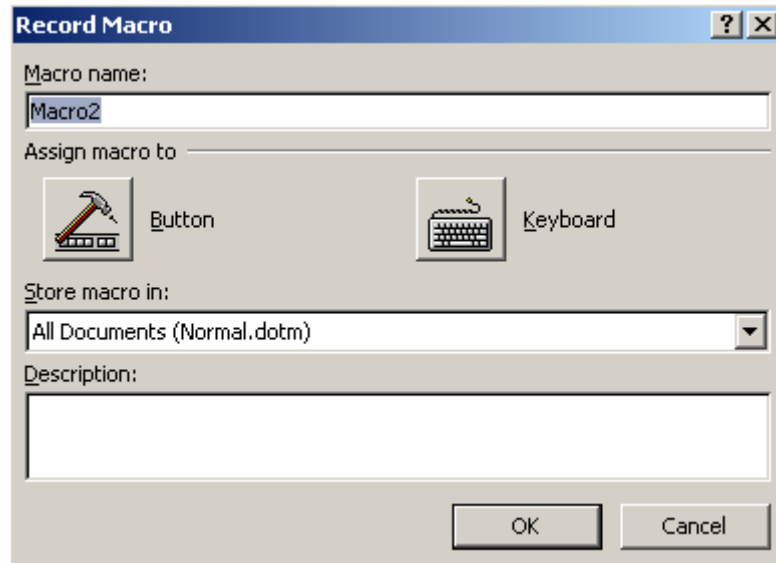 Record Macro
Macro name:
Macro2
Assign macro to
Button
Keyboard
Store macro in:
All Documents (Normal.dotm)
Description:
OK
Cancel